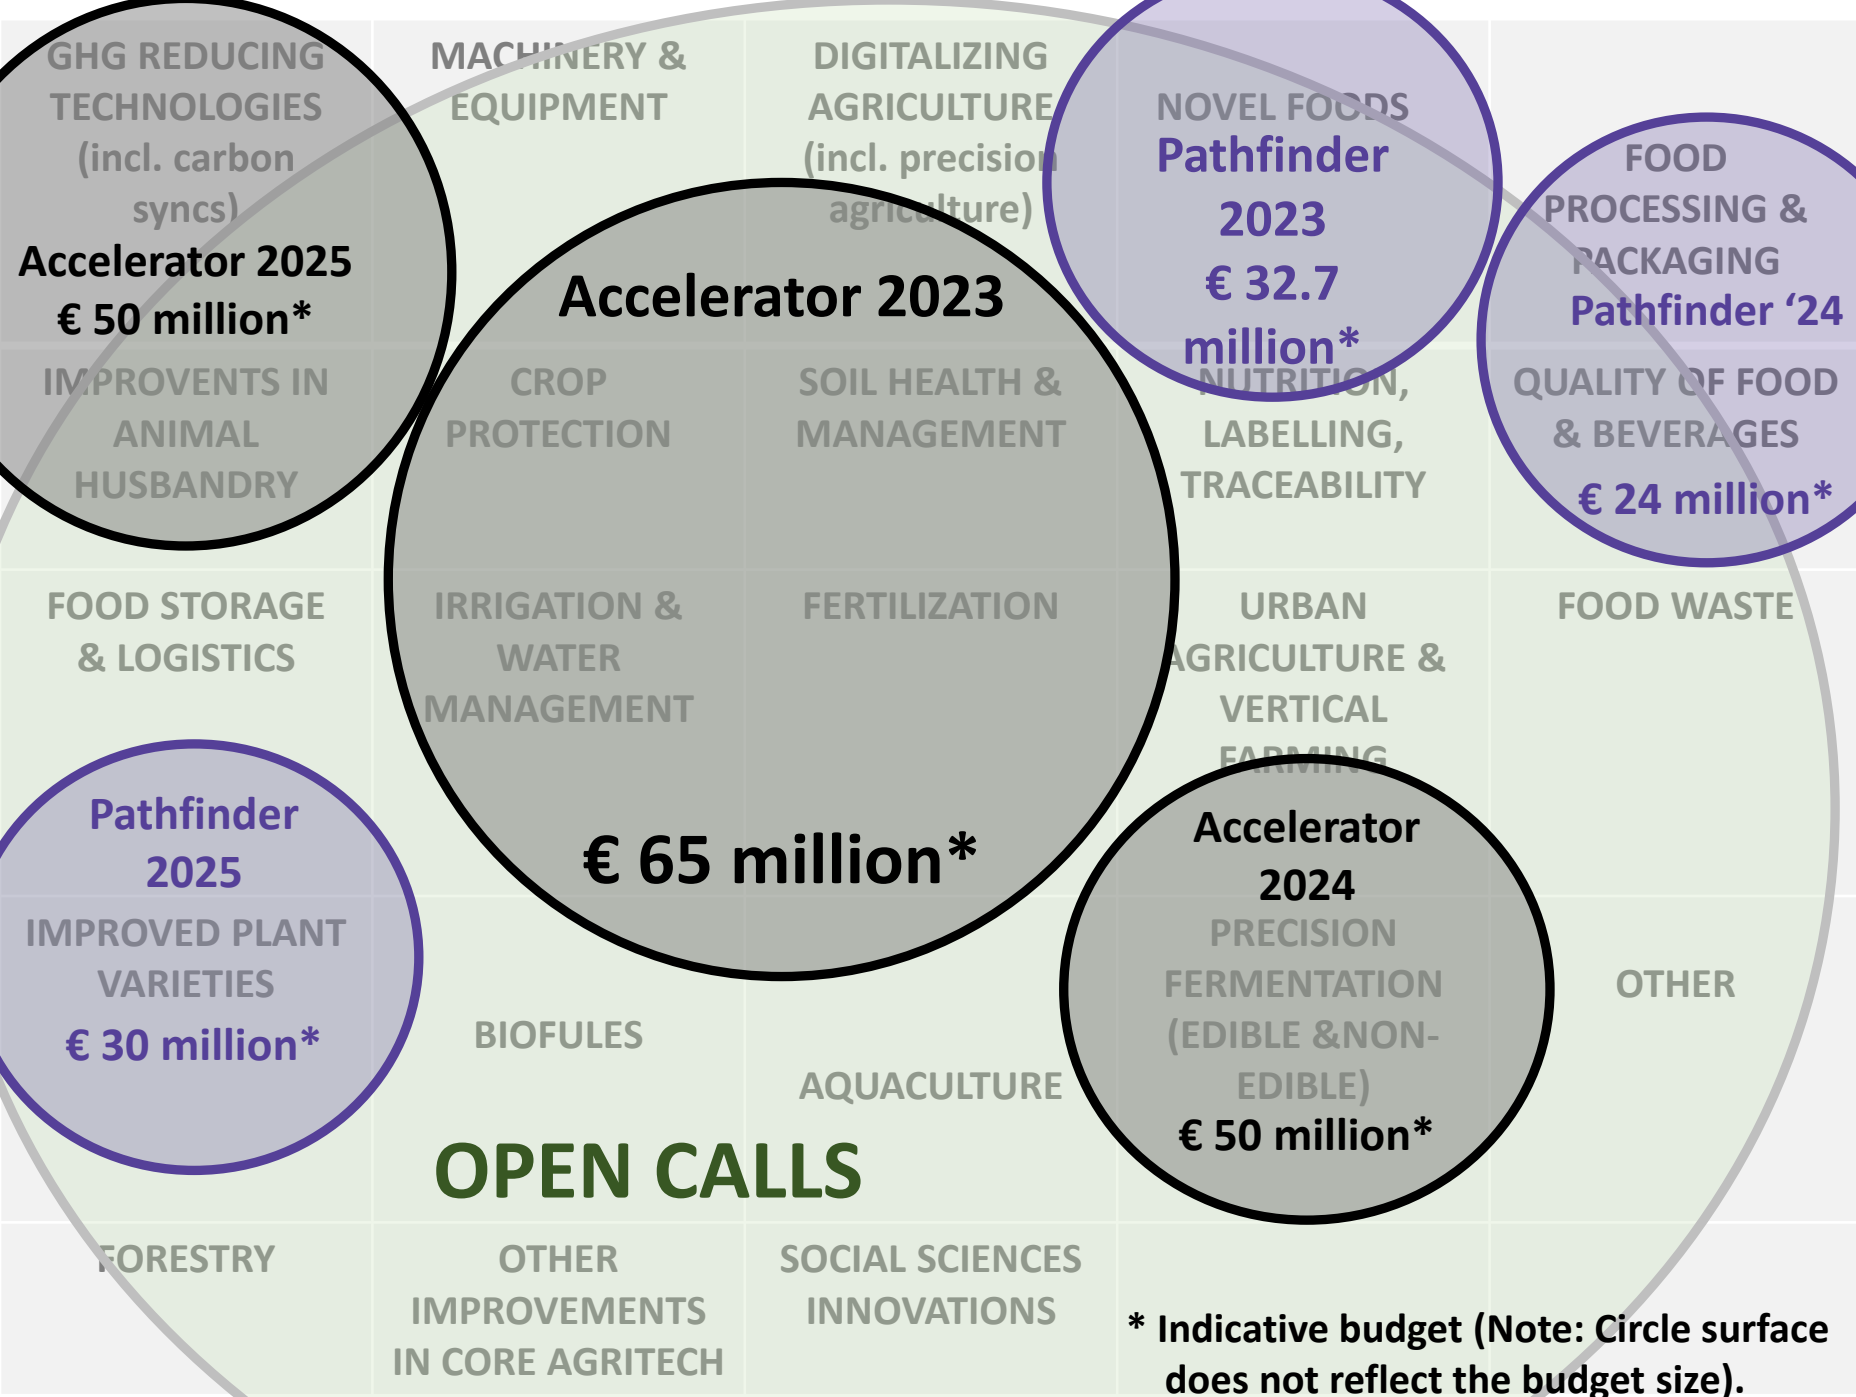 GHG REDUCING
TECHNOLOGIES
(incl. carbon
syncs)
Accelerator 2025
€ 50 million*
MACHINERY &
EQUIPMENT
DIGITALIZING
AGRICULTURE
(incl. precision
agriculture)
NOVEL FOODS
Pathfinder
2023
€ 32.7
million*
FOOD
PROCESSING &
PACKAGING
Pathfinder ‘24
Accelerator 2023
IMPROVENTS IN
ANIMAL
HUSBANDRY
CROP
PROTECTION
SOIL HEALTH &
MANAGEMENT
NUTRITION,
LABELLING,
TRACEABILITY
QUALITY OF FOOD
& BEVERAGES
€ 24 million*
FOOD STORAGE
& LOGISTICS
IRRIGATION &
WATER
MANAGEMENT
FERTILIZATION
URBAN
AGRICULTURE &
VERTICAL
FARMING
FOOD WASTE
€ 65 million*
Pathfinder
2025
IMPROVED PLANT
VARIETIES
€ 30 million*
BIOFULES
AQUACULTURE
Accelerator
2024
PRECISION
FERMENTATION
(EDIBLE &NON-
EDIBLE)
€ 50 million*
OTHER
OPEN CALLS
FORESTRY
OTHER
IMPROVEMENTS
IN CORE AGRITECH
SOCIAL SCIENCES
INNOVATIONS
* Indicative budget (Note: Circle surface
does not reflect the budget size).